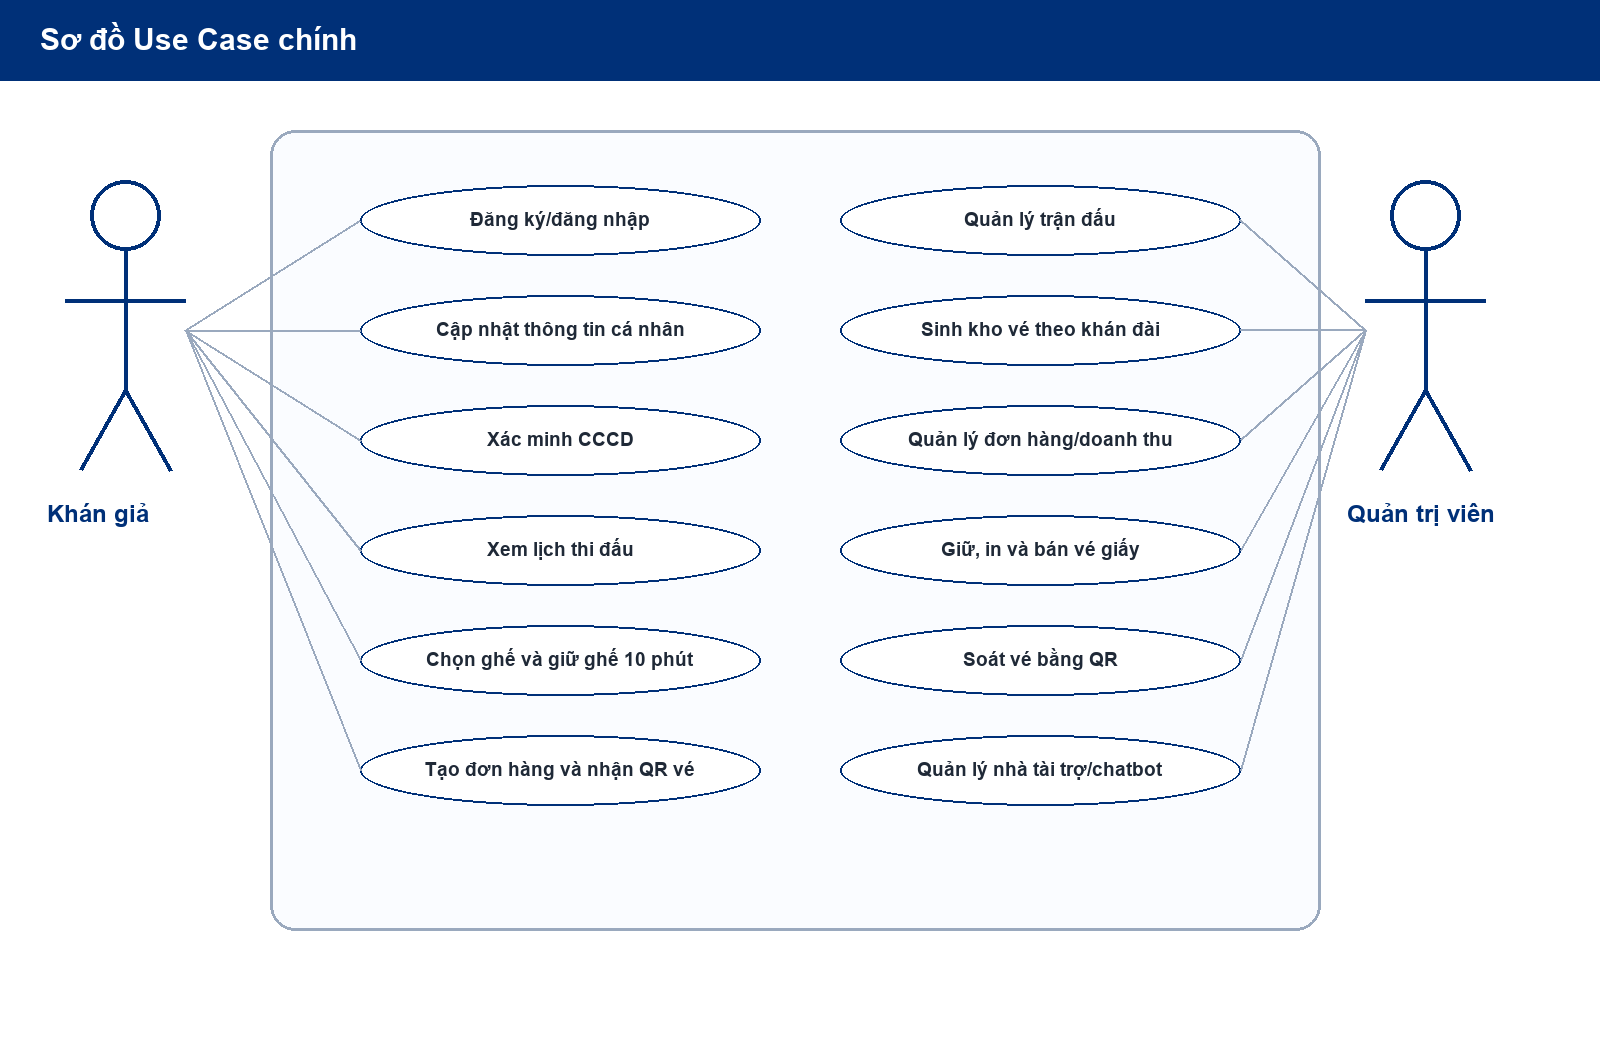 Sơ đồ Use Case chính
Khán giả
Đăng ký/đăng nhập
Cập nhật thông tin cá nhân
Xác minh CCCD
Xem lịch thi đấu
Chọn ghế và giữ ghế 10 phút
Tạo đơn hàng và nhận QR vé
Quản lý trận đấu
Sinh kho vé theo khán đài
Quản lý đơn hàng/doanh thu
Giữ, in và bán vé giấy
Soát vé bằng QR
Quản lý nhà tài trợ/chatbot
Quản trị viên